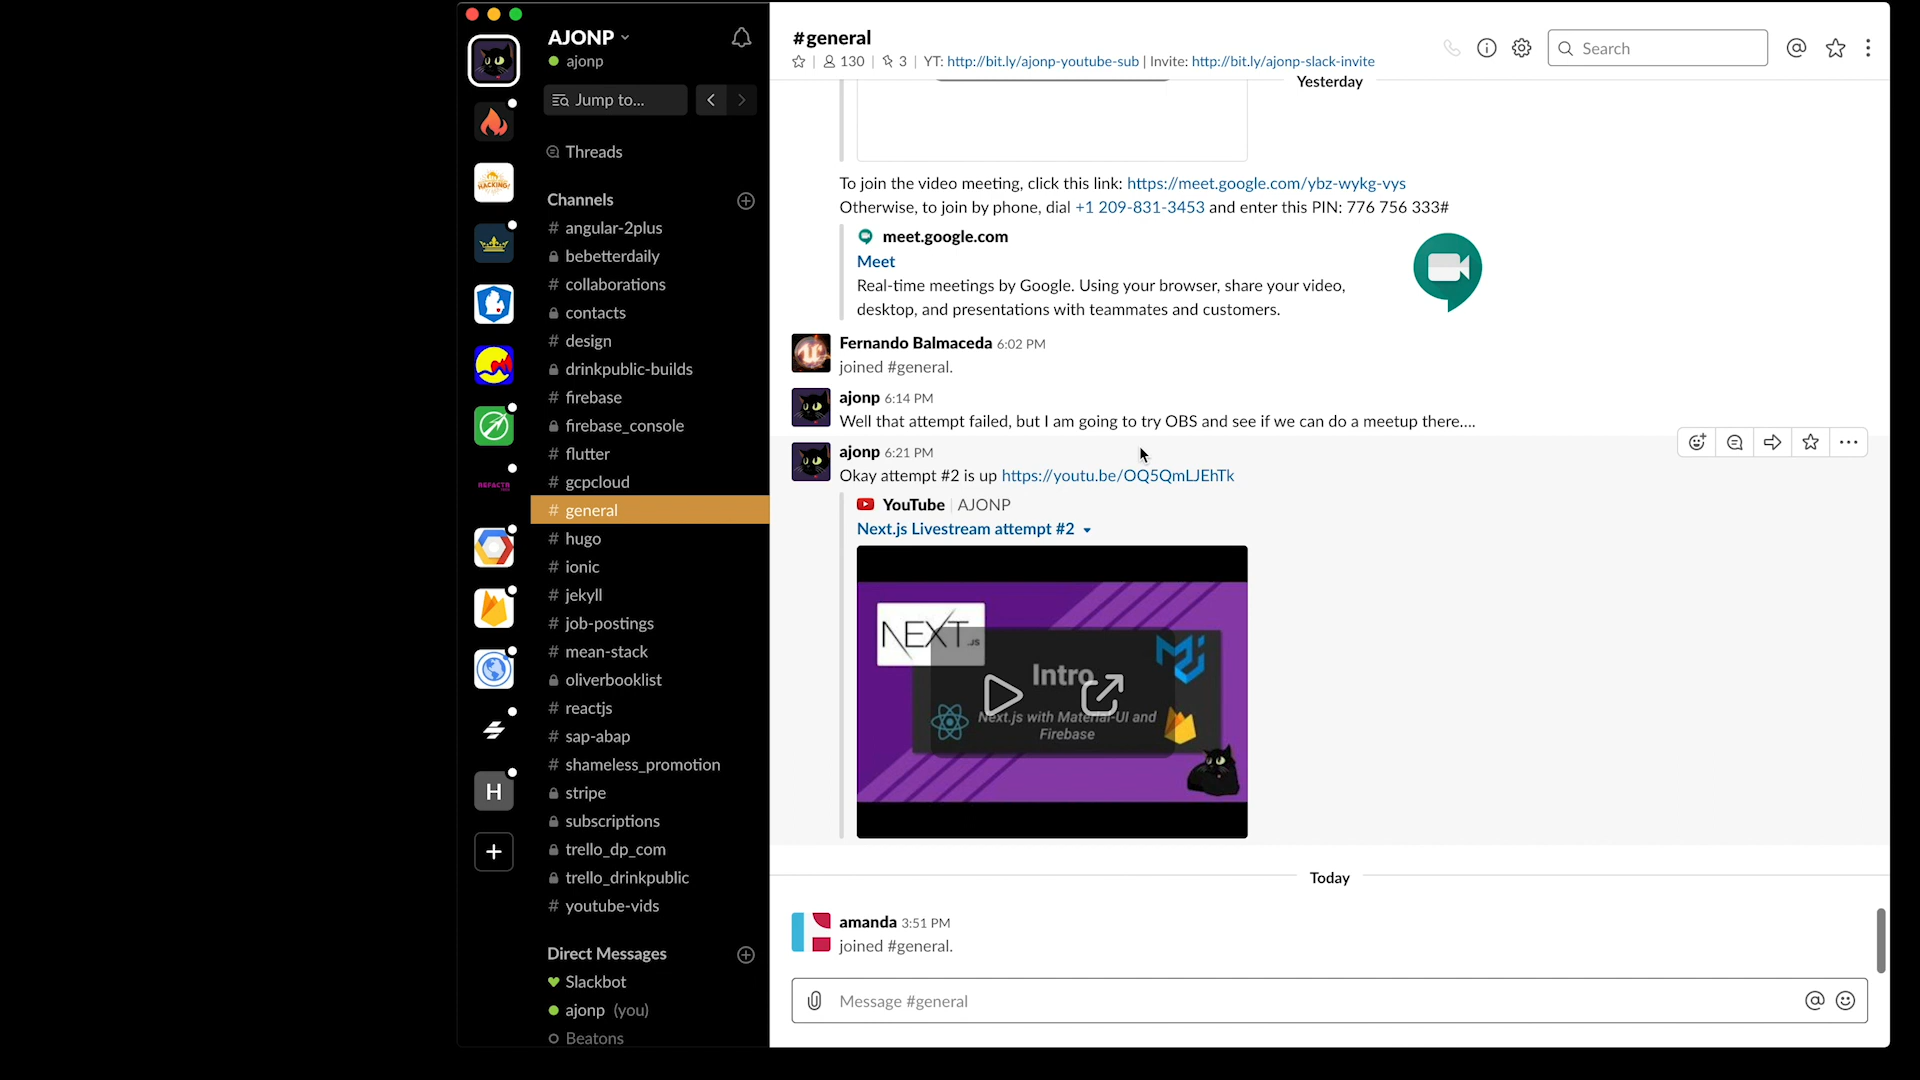 AJONP
ajonp
Jump to...
Threads
Channels
# angular-2plus
bebetterdaily
# collaborations
contacts
# design
drinkpublic-builds
# firebase
firebase_console
# flutter
# gcpcloud
# general
# hugo
# ionic
# jekyll
# job-postings
# mean-stack
oliverbooklist
# reactjs
# sap-abap
# shameless_promotion
stripe
subscriptions
trello_dp_com
trello_drinkpublic
# youtube-vids
Direct Messages
Slackbot
ajonp (you)
Beatons
HACKING!
REFACTR
H
#general
130 | 3 | YT: http://bit.ly/ajonp-youtube-sub | Invite: http://bit.ly/ajonp-slack-invite
Search
Yesterday
To join the video meeting, click this link: https://meet.google.com/ybz-wykg-vys
Otherwise, to join by phone, dial +1 209-831-3453 and enter this PIN: 776 756 333#
meet.google.com
Meet
Real-time meetings by Google. Using your browser, share your video,
desktop, and presentations with teammates and customers.
Fernando Balmaceda 6:02 PM
joined #general.
ajonp 6:14 PM
Well that attempt failed, but I am going to try OBS and see if we can do a meetup there....
ajonp 6:21 PM
Okay attempt #2 is up https://youtu.be/OQ5QmLJEhTk
YouTube | AJONP
Next.js Livestream attempt #2
NEXT.JS
Intro
Next.js with Material-UI and
Firebase
Today
amanda 3:51 PM
joined #general.
Message #general